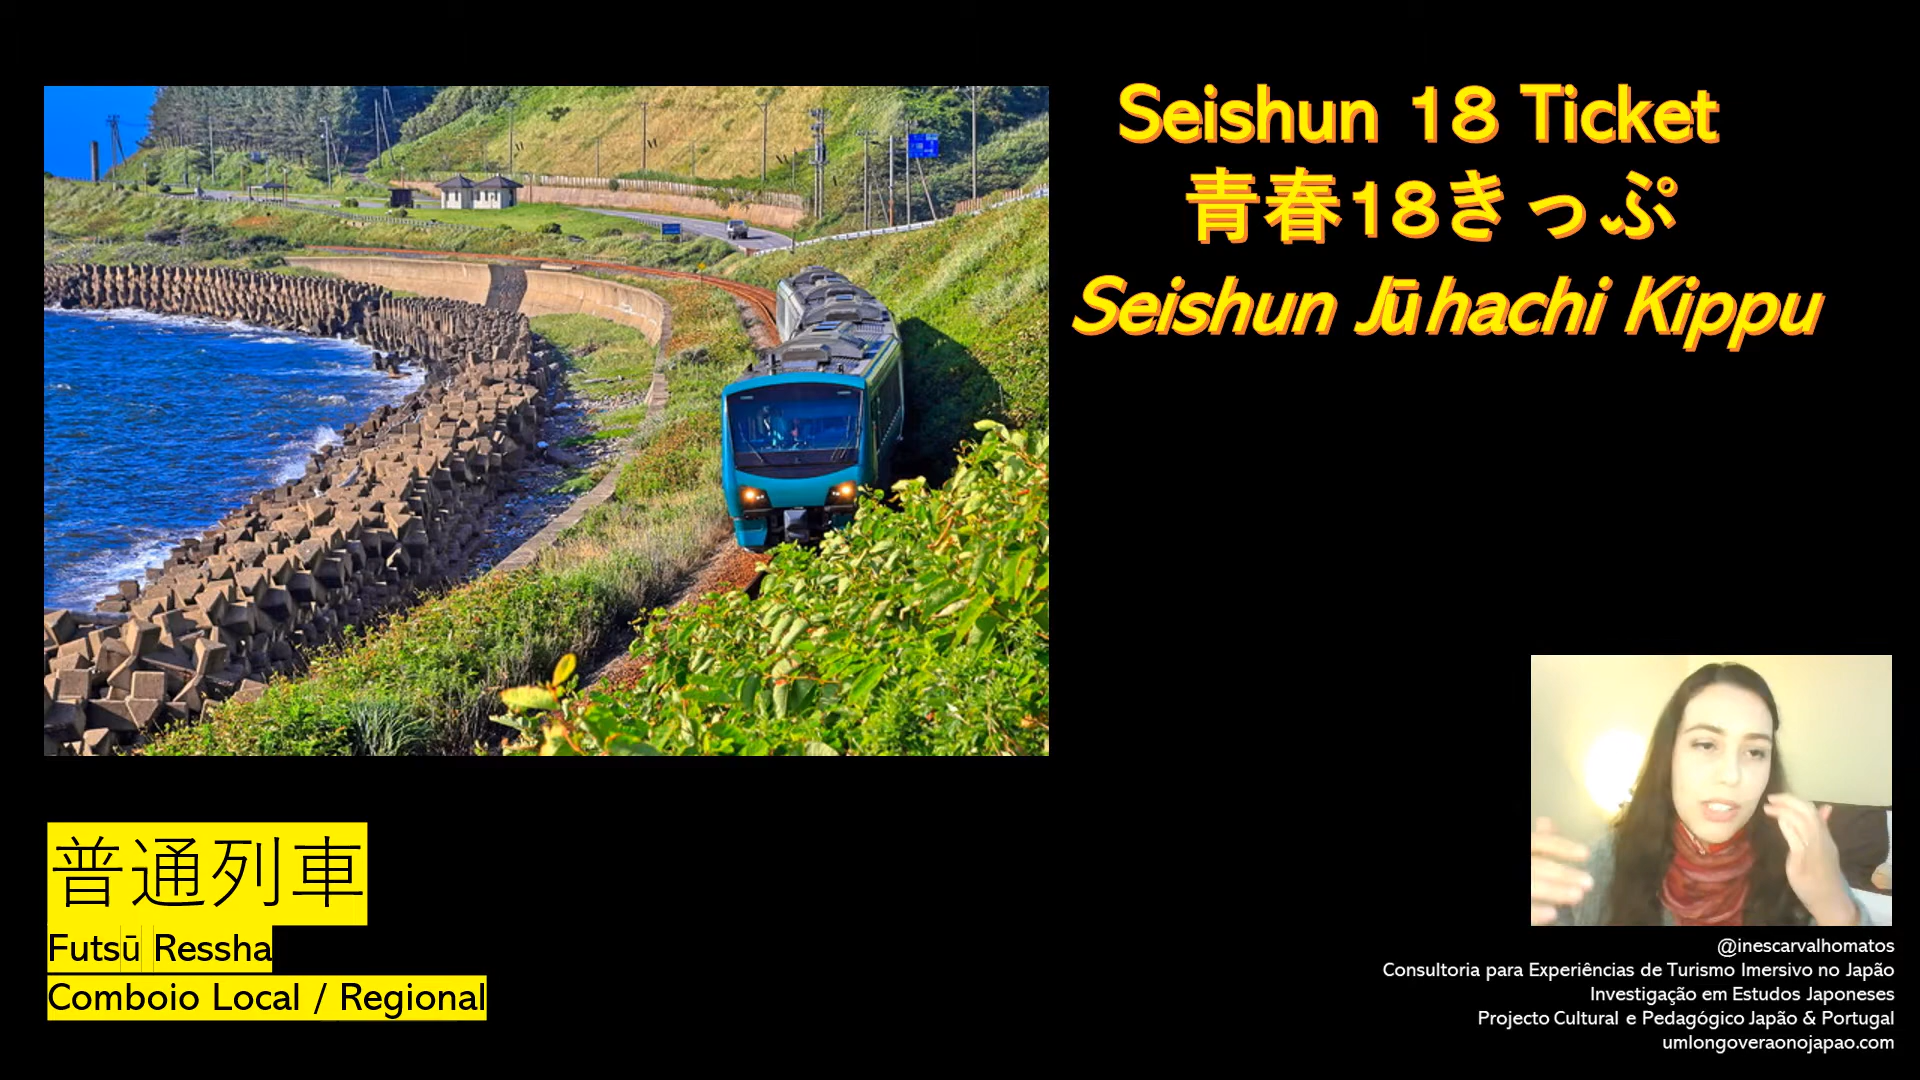 Seishun 18 Ticket
青春18きっぷ
Seishun Jūhachi Kippu
普通列車
Futsū Ressha
Comboio Local / Regional
@inescarvalhomatos
Consultoria para Experiências de Turismo Imersivo no Japão
Investigação em Estudos Japoneses
Projecto Cultural e Pedagógico Japão & Portugal
umlongoveraonojapao.com